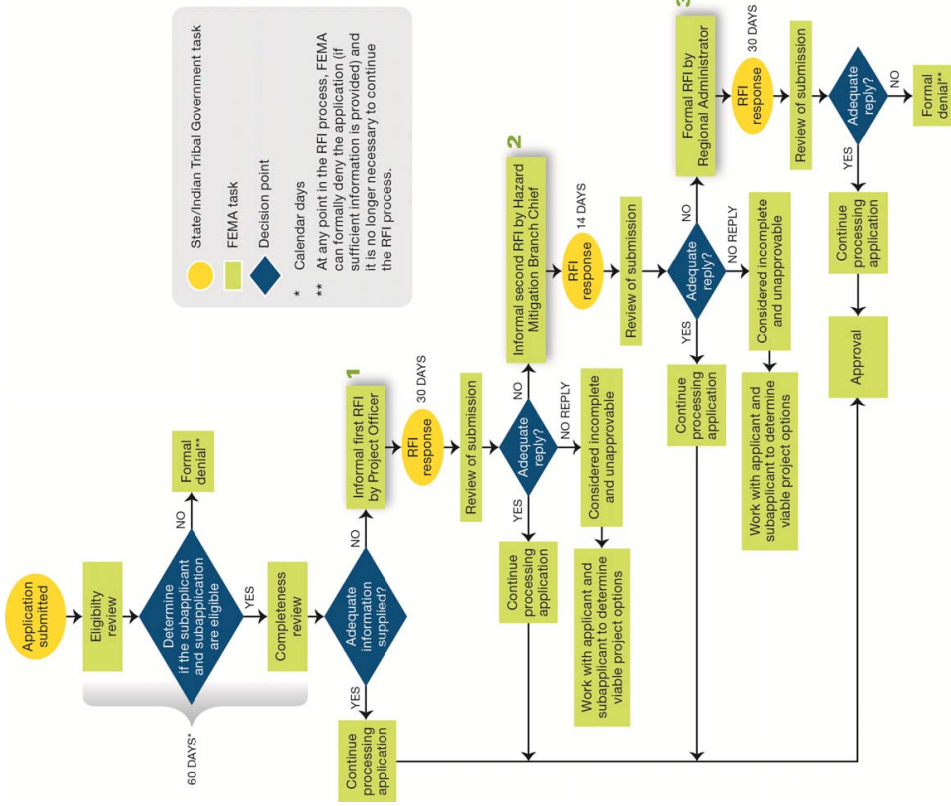 Application
submitted
Eligibilty
review
Determine
if the subapplicant
and subapplication
are eligible
NO
Formal
denial**
YES
Completeness
review
60 DAYS*
Adequate
information
supplied?
YES
Continue
processing
application
NO
1
Informal first RFI
by Project Officer
RFI
response
30 DAYS
Review of submission
Adequate
reply?
YES
Continue
processing
application
NO REPLY
Considered incomplete
and unapprovable
Work with applicant and
subapplicant to determine
viable project options
NO
2
Informal second RFI by Hazard
Mitigation Branch Chief
RFI
response
14 DAYS
Review of submission
Adequate
reply?
YES
Continue
processing
application
NO REPLY
Considered incomplete
and unapprovable
Work with applicant and
subapplicant to determine
viable project options
NO
3
Formal RFI by
Regional Administrator
RFI
response
30 DAYS
Review of submission
Adequate
reply?
YES
Continue
processing
application
Approval
NO
Formal
denial**
State/Indian Tribal Government task
FEMA task
Decision point
* Calendar days
** At any point in the RFI process, FEMA
can formally deny the application (if
sufficient information is provided) and
it is no longer necessary to continue
the RFI process.